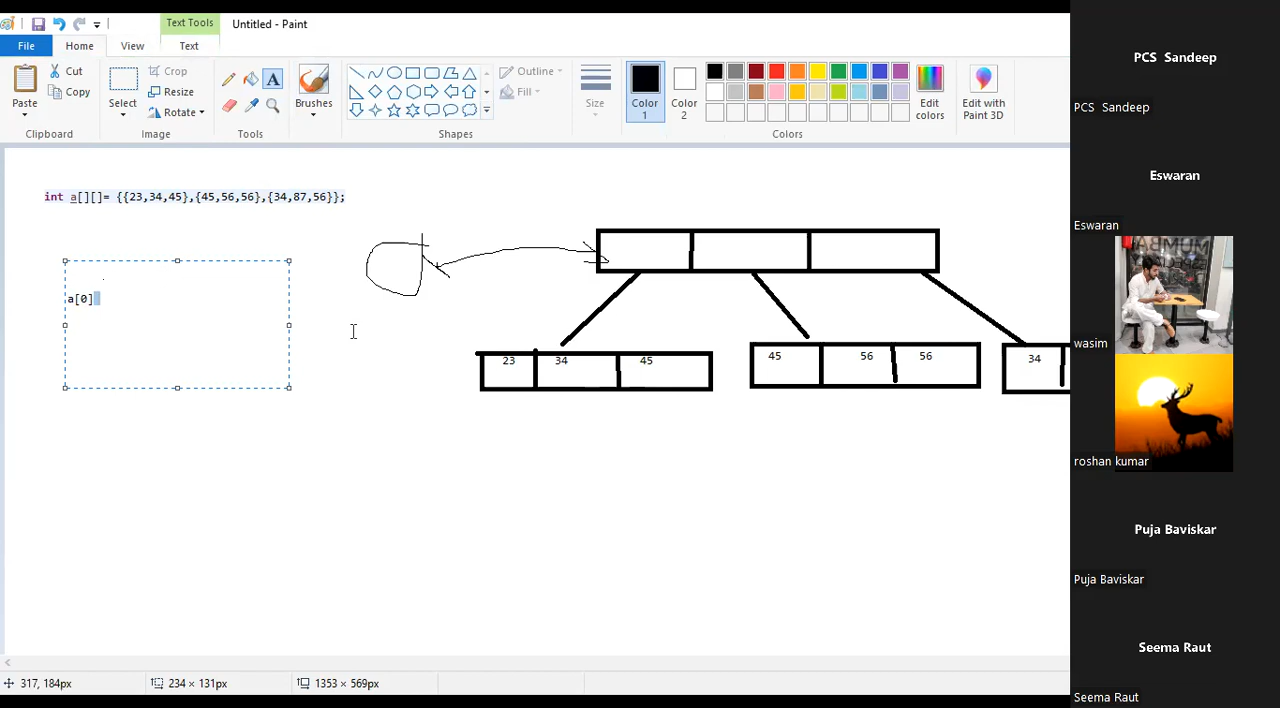 Text Tools
Untitled - Paint
File
Home
View
Text
Paste
Cut
Copy
Clipboard
Select
Crop
Resize
Rotate
Image
A
Tools
Brushes
Shapes
Outline
Fill
Size
Color 1
Color 2
Edit colors
Colors
Edit with Paint 3D
int a[][]= {{23,34,45},{45,56,56},{34,87,56}};
a[0]
23
34
45
45
56
56
34
317, 184px
234 × 131px
1353 × 569px
PCS Sandeep
PCS Sandeep
Eswaran
Eswaran
MUMBAI
wasim
roshan kumar
Puja Baviskar
Puja Baviskar
Seema Raut
Seema Raut